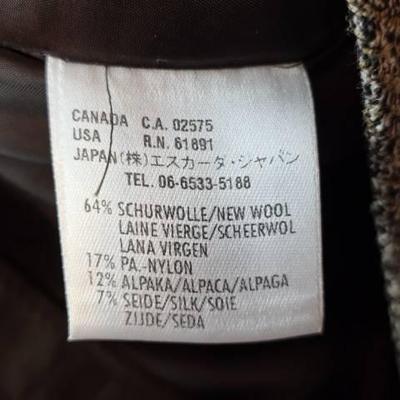 CANADA C.A. 02575
USA R.N. 61891
JAPAN(株)エスカーダ・ジャパン
TEL. 06-6533-5188
64% SCHURWOLLE/NEW WOOL
LAINE VIERGE/SCHEERWOL
LANA VIRGEN
17% PA.-NYLON
12% ALPAKA/ALPACA/ALPAGA
7% SEIDE/SILK/SOIE
ZIJDE/SEDA